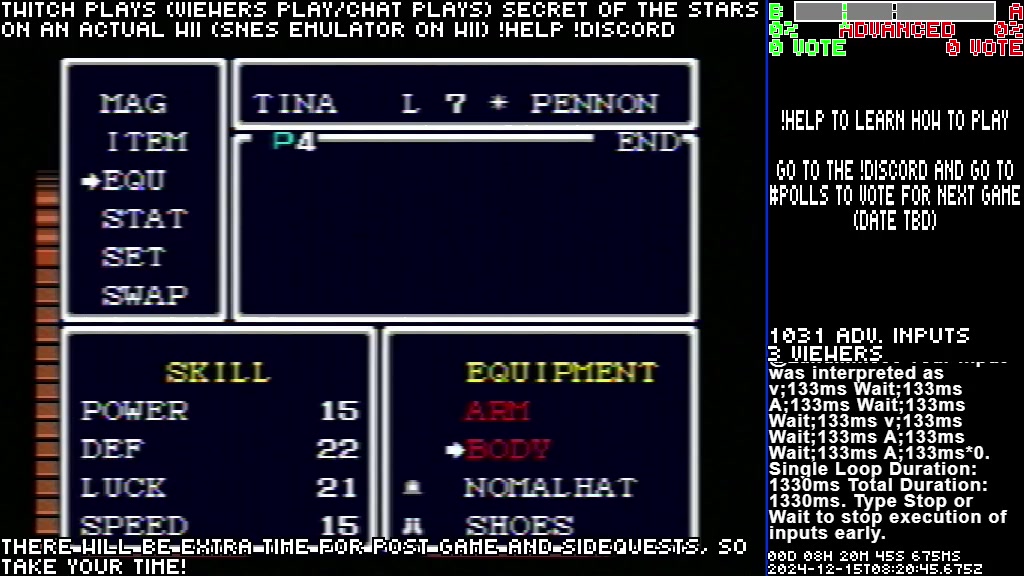 TWITCH PLAYS (VIEWERS PLAY/CHAT PLAYS) SECRET OF THE STARS
ON AN ACTUAL WII (SNES EMULATOR ON WII) !HELP !DISCORD
B A
0% ADVANCED 0%
0 VOTE 0 VOTE
!HELP TO LEARN HOW TO PLAY
GO TO THE !DISCORD AND GO TO
#POLLS TO VOTE FOR NEXT GAME
(DATE TBD)
MAG
ITEM
EQU
STAT
SET
SWAP
TINA L 7 * PENNON
P4 END
SKILL
POWER 15
DEF 22
LUCK 21
SPEED 15
EQUIPMENT
ARM
BODY
NOMALHAT
SHOES
1031 ADV. INPUTS
3 VIEWERS
was interpreted as
v;133ms Wait;133ms
A;133ms Wait;133ms
Wait;133ms v;133ms
Wait;133ms A;133ms
Wait;133ms A;133ms*0.
Single Loop Duration:
1330ms Total Duration:
1330ms. Type Stop or
Wait to stop execution of
inputs early.
00D 08H 20M 45S 675MS
2024-12-15T08:20:45.675Z
THERE WILL BE EXTRA TIME FOR POST GAME AND SIDEQUESTS, SO
TAKE YOUR TIME!